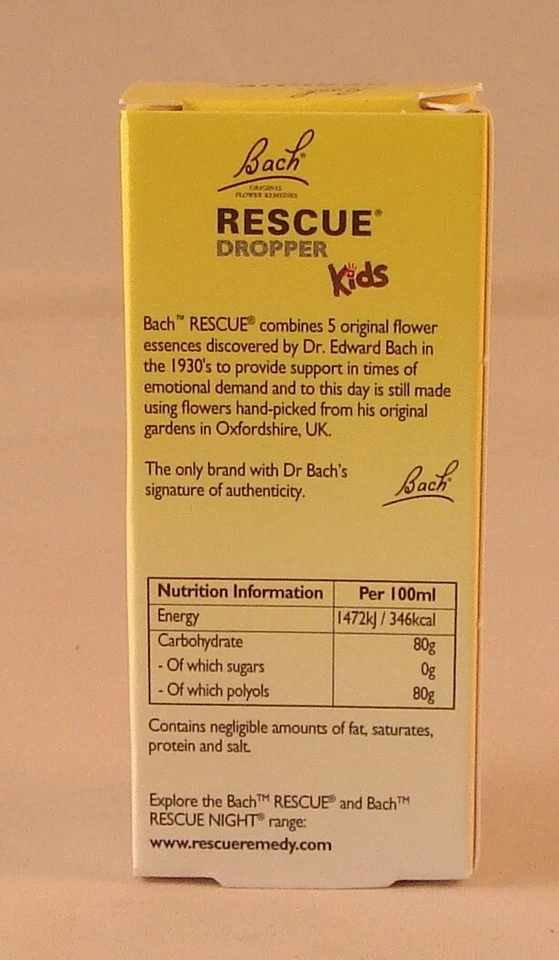 Bach®
ORIGINAL
FLOWER REMEDIES
RESCUE®
DROPPER
Kids
Bach™ RESCUE® combines 5 original flower
essences discovered by Dr. Edward Bach in
the 1930's to provide support in times of
emotional demand and to this day is still made
using flowers hand-picked from his original
gardens in Oxfordshire, UK.
The only brand with Dr Bach's
signature of authenticity.
Bach®
Nutrition Information Per 100ml
Energy 1472kJ / 346kcal
Carbohydrate 80g
- Of which sugars 0g
- Of which polyols 80g
Contains negligible amounts of fat, saturates,
protein and salt.
Explore the Bach™ RESCUE® and Bach™
RESCUE NIGHT® range:
www.rescueremedy.com